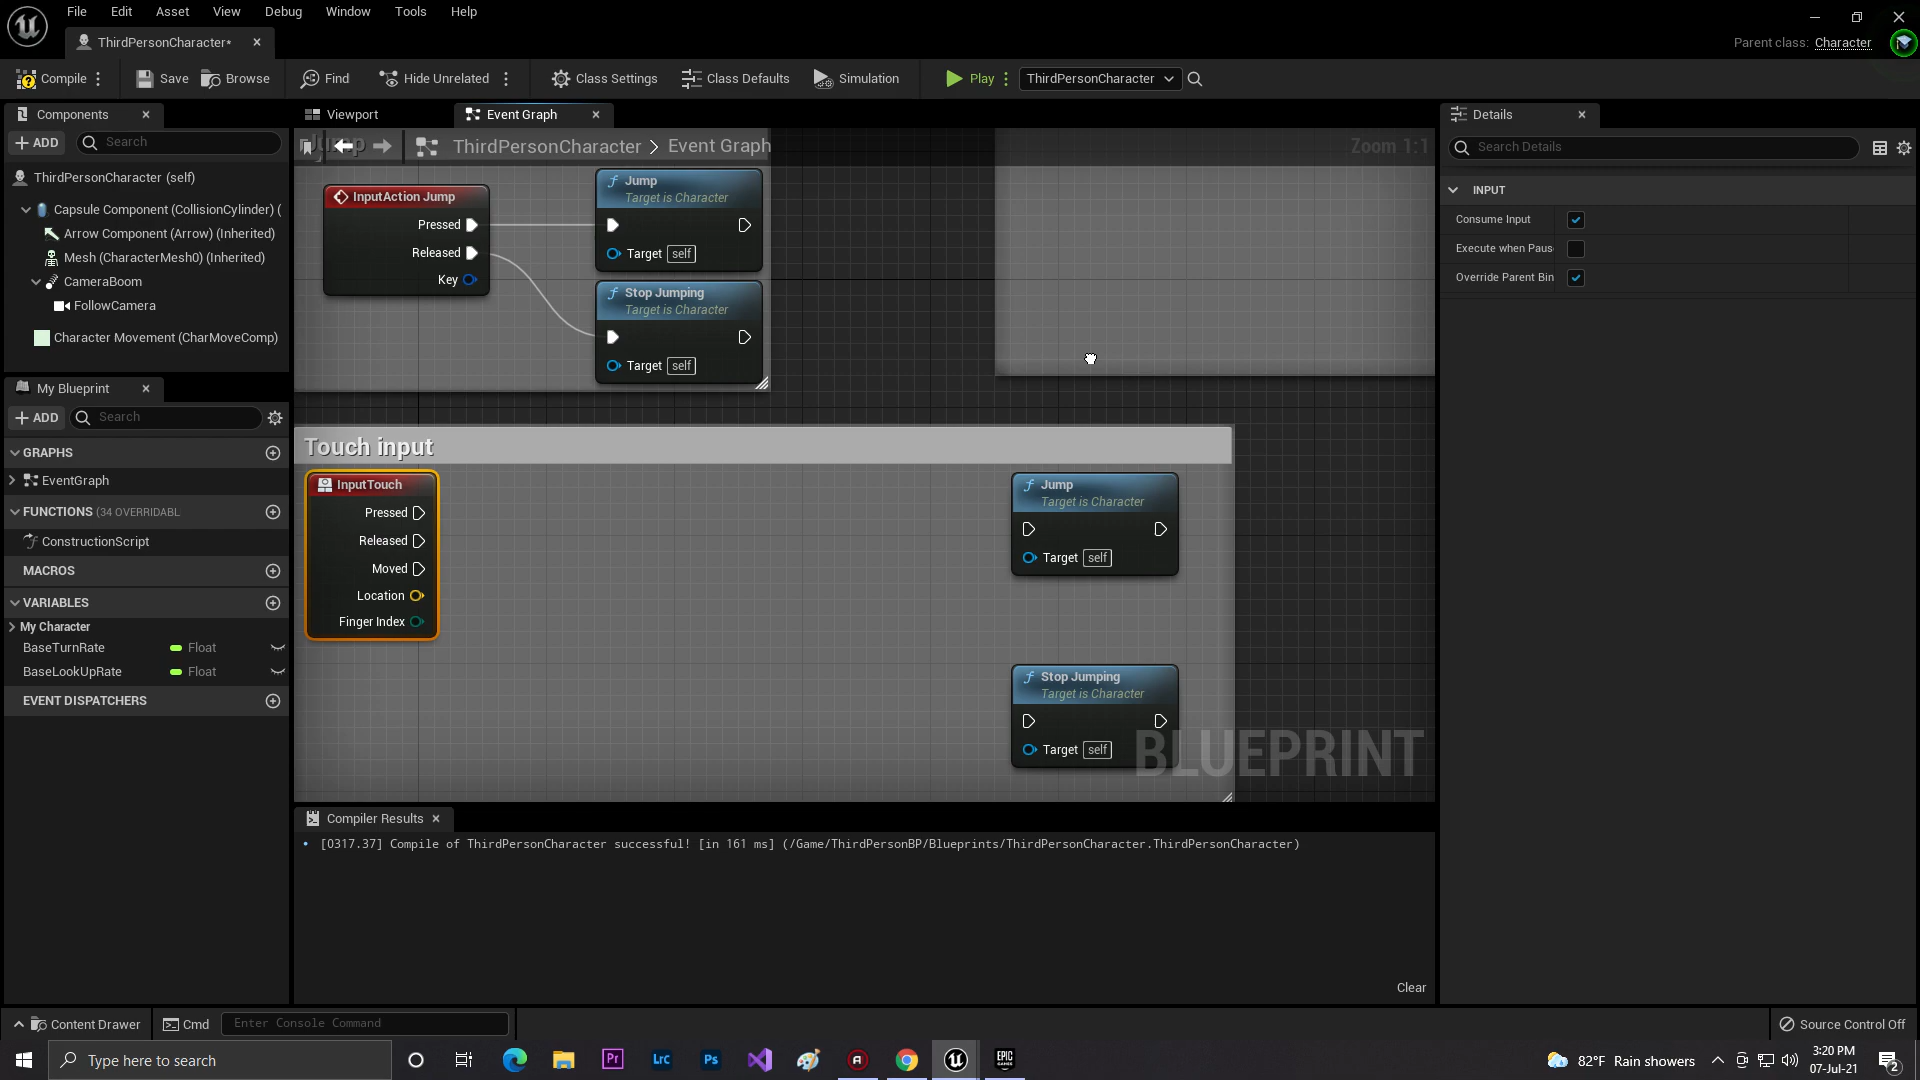 File Edit Asset View Debug Window Tools Help
ThirdPersonCharacter*
Parent class: Character
Compile Save Browse Find Hide Unrelated Class Settings Class Defaults Simulation Play ThirdPersonCharacter
Components
ADD Search
ThirdPersonCharacter (self)
Capsule Component (CollisionCylinder) (
Arrow Component (Arrow) (Inherited)
Mesh (CharacterMesh0) (Inherited)
CameraBoom
FollowCamera
Character Movement (CharMoveComp)
My Blueprint
ADD Search
GRAPHS
EventGraph
FUNCTIONS (34 OVERRIDABL
ConstructionScript
MACROS
VARIABLES
My Character
BaseTurnRate Float
BaseLookUpRate Float
EVENT DISPATCHERS
Viewport Event Graph
ThirdPersonCharacter > Event Graph
Zoom 1:1
Jump
InputAction Jump
Pressed
Released
Key
Jump
Target is Character
Target self
Stop Jumping
Target is Character
Target self
Touch input
InputTouch
Pressed
Released
Moved
Location
Finger Index
Jump
Target is Character
Target self
Stop Jumping
Target is Character
Target self
BLUEPRINT
Compiler Results
• [0317.37] Compile of ThirdPersonCharacter successful! [in 161 ms] (/Game/ThirdPersonBP/Blueprints/ThirdPersonCharacter.ThirdPersonCharacter)
Clear
Details
Search Details
INPUT
Consume Input
Execute when Paus
Override Parent Bin
Content Drawer Cmd Enter Console Command
Source Control Off
Type here to search
Pr Lrc Ps
EPIC GAMES
82°F Rain showers
3:20 PM
07-Jul-21
2